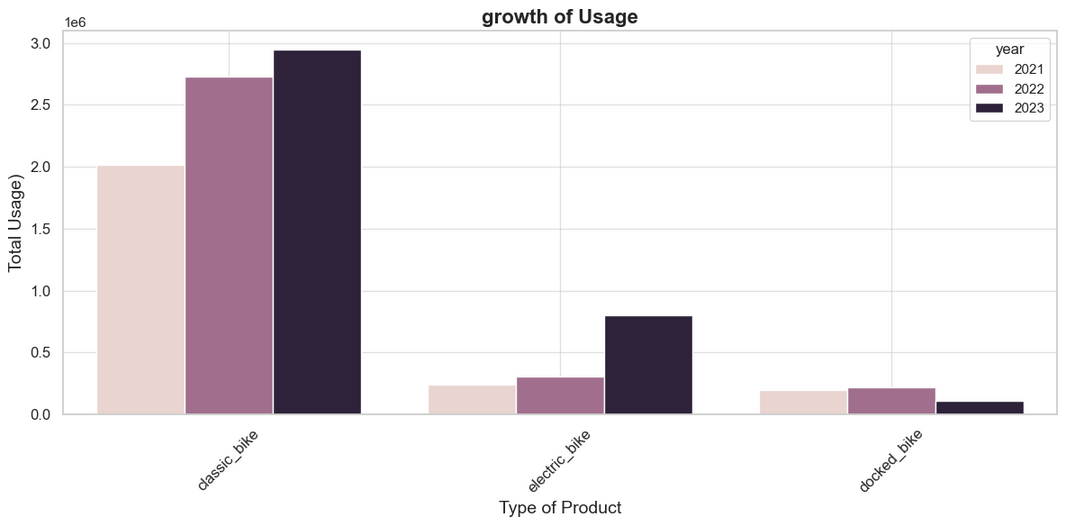 growth of Usage
1e6
3.0
2.5
2.0
1.5
1.0
0.5
0.0
Total Usage)
year
2021
2022
2023
classic_bike
electric_bike
docked_bike
Type of Product